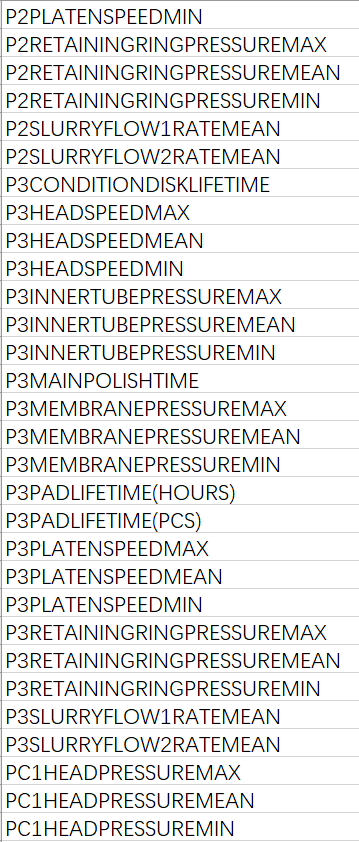 P2PLATENSPEEDMIN
P2RETAININGRINGPRESSUREMAX
P2RETAININGRINGPRESSUREMEAN
P2RETAININGRINGPRESSUREMIN
P2SLURRYFLOW1RATEMEAN
P2SLURRYFLOW2RATEMEAN
P3CONDITIONDISKLIFETIME
P3HEADSPEEDMAX
P3HEADSPEEDMEAN
P3HEADSPEEDMIN
P3INNERTUBEPRESSUREMAX
P3INNERTUBEPRESSUREMEAN
P3INNERTUBEPRESSUREMIN
P3MAINPOLISHTIME
P3MEMBRANEPRESSUREMAX
P3MEMBRANEPRESSUREMEAN
P3MEMBRANEPRESSUREMIN
P3PADLIFETIME(HOURS)
P3PADLIFETIME(PCS)
P3PLATENSPEEDMAX
P3PLATENSPEEDMEAN
P3PLATENSPEEDMIN
P3RETAININGRINGPRESSUREMAX
P3RETAININGRINGPRESSUREMEAN
P3RETAININGRINGPRESSUREMIN
P3SLURRYFLOW1RATEMEAN
P3SLURRYFLOW2RATEMEAN
PC1HEADPRESSUREMAX
PC1HEADPRESSUREMEAN
PC1HEADPRESSUREMIN